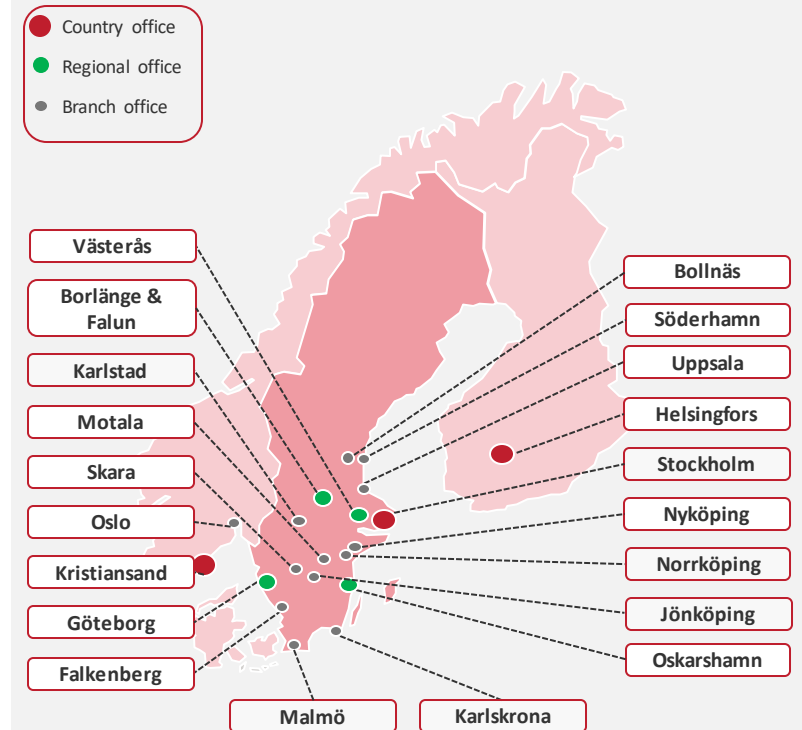 Country office
Regional office
Branch office
Västerås
Borlänge &
Falun
Karlstad
Motala
Skara
Oslo
Kristiansand
Göteborg
Falkenberg
Malmö
Karlskrona
Bollnäs
Söderhamn
Uppsala
Helsingfors
Stockholm
Nyköping
Norrköping
Jönköping
Oskarshamn